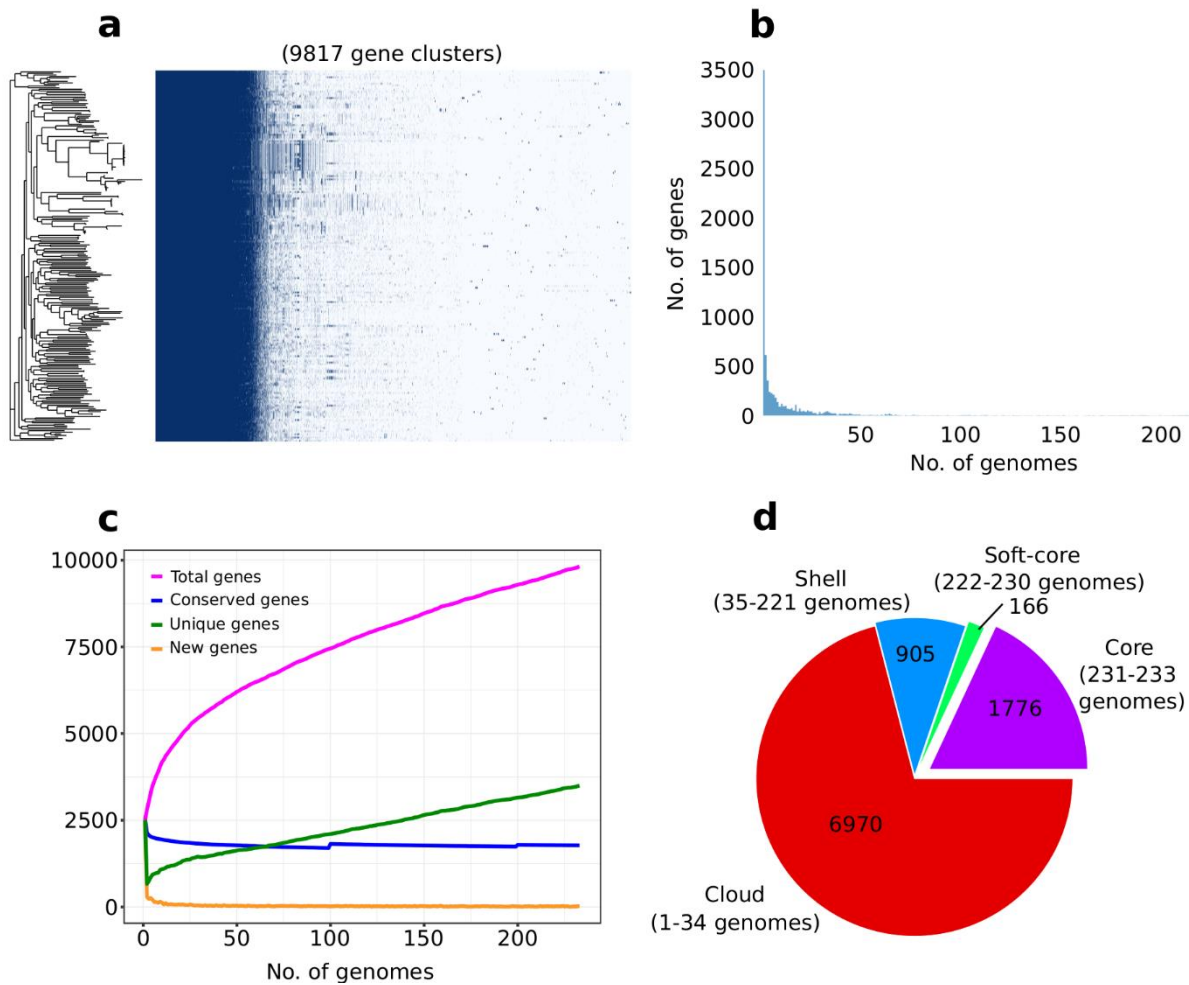 a
(9817 gene clusters)
b
3500
3000
2500
2000
1500
1000
500
0
No. of genes
50
100
150
200
No. of genomes
c
10000
7500
5000
2500
0
Total genes
Conserved genes
Unique genes
New genes
0
50
100
150
200
No. of genomes
d
Soft-core
(222-230 genomes)
166
Shell
(35-221 genomes)
905
Core
(231-233
genomes)
1776
6970
Cloud
(1-34 genomes)